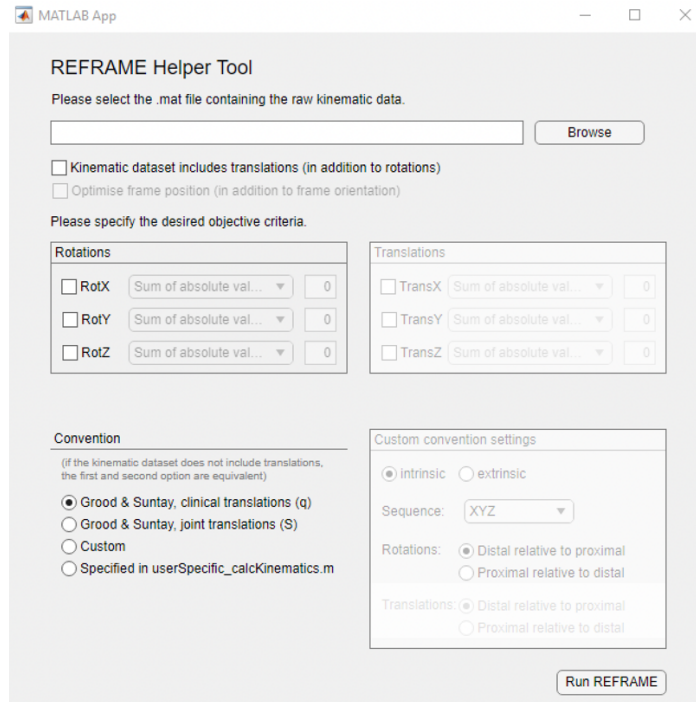 MATLAB App
REFRAME Helper Tool
Please select the .mat file containing the raw kinematic data.
Browse
Kinematic dataset includes translations (in addition to rotations)
Optimise frame position (in addition to frame orientation)
Please specify the desired objective criteria.
Rotations
RotX Sum of absolute val... 0
RotY Sum of absolute val... 0
RotZ Sum of absolute val... 0
Translations
TransX Sum of absolute val... 0
TransY Sum of absolute val... 0
TransZ Sum of absolute val... 0
Convention
(if the kinematic dataset does not include translations,
the first and second option are equivalent)
Grood & Suntay, clinical translations (q)
Grood & Suntay, joint translations (S)
Custom
Specified in userSpecific_calcKinematics.m
Custom convention settings
intrinsic extrinsic
Sequence: XYZ
Rotations: Distal relative to proximal
Proximal relative to distal
Translations: Distal relative to proximal
Proximal relative to distal
Run REFRAME